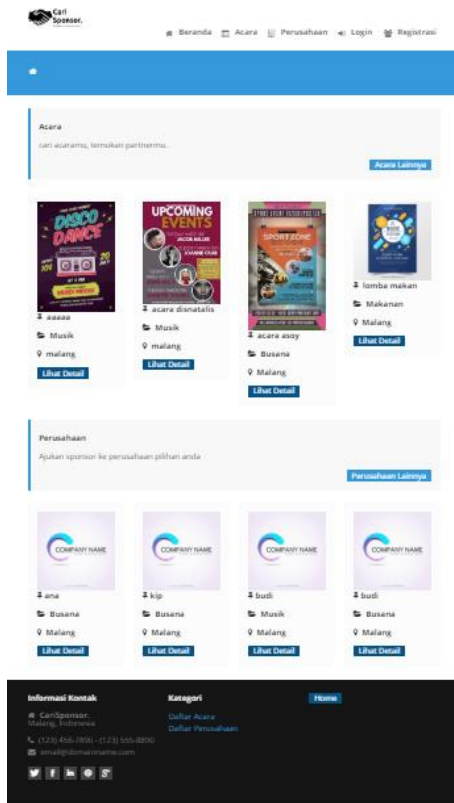 Cari
Sponsor.
Beranda Acara Perusahaan Login Registrasi
Acara
cari acaramu, temukan partnermu.
Acara Lainnya
DISCO
DANCE
UPCOMING
EVENTS
JACOB MILLER
JOANNE CRAB
SPORT ZONE
aaaaa
Musik
malang
Lihat Detail
acara disnatalis
Musik
malang
Lihat Detail
acara asoy
Busana
Malang
Lihat Detail
lomba makan
Makanan
Malang
Lihat Detail
Perusahaan
Ajukan sponsor ke perusahaan pilihan anda
Perusahaan Lainnya
COMPANY NAME
ana
Busana
Malang
Lihat Detail
COMPANY NAME
kip
Busana
Malang
Lihat Detail
COMPANY NAME
budi
Musik
Malang
Lihat Detail
COMPANY NAME
budi
Busana
Malang
Lihat Detail
Informasi Kontak
CariSponsor.
Malang, Indonesia
(123) 456-7890 - (123) 555-8890
email@domainname.com
Kategori
Daftar Acara
Daftar Perusahaan
Home